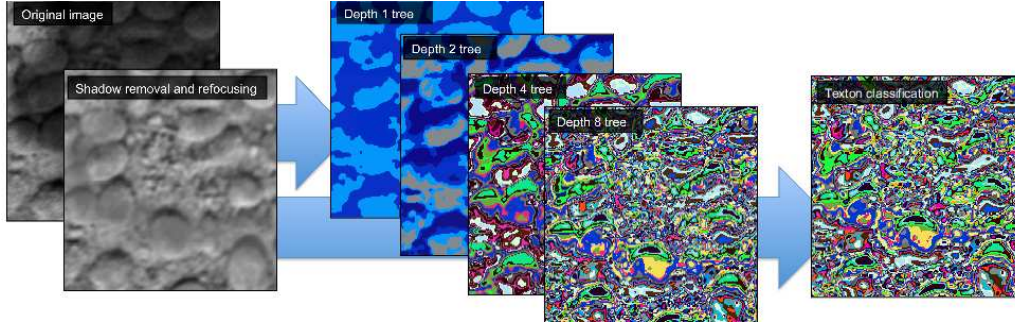 Original image
Shadow removal and refocusing
Depth 1 tree
Depth 2 tree
Depth 4 tree
Depth 8 tree
Texton classification